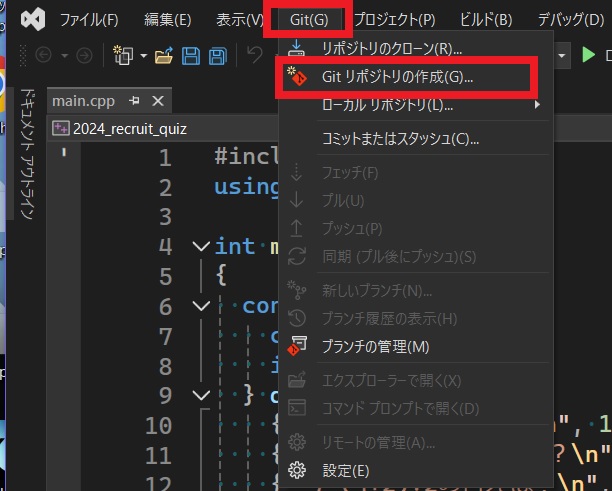 ファイル(F) 編集(E) 表示(V) Git(G) プロジェクト(P) ビルド(B) デバッグ(D)
リポジトリのクローン(R)...
Git リポジトリの作成(G)...
ローカル リポジトリ(L)...
コミットまたはスタッシュ(C)...
フェッチ(F)
プル(U)
プッシュ(P)
同期 (プル後にプッシュ)(S)
新しいブランチ(N)...
ブランチ履歴の表示(H)
ブランチの管理(M)
エクスプローラーで開く(X)
コマンド プロンプトで開く(D)
リモートの管理(A)...
設定(E)
ドキュメント アウトライン
main.cpp
2024_recruit_quiz
1 #incl
2 using
3
4 int m
5 {
6 con
7 c
8 i
9 } q
10 { n", 1
11 { ?\n"
12 { \n",